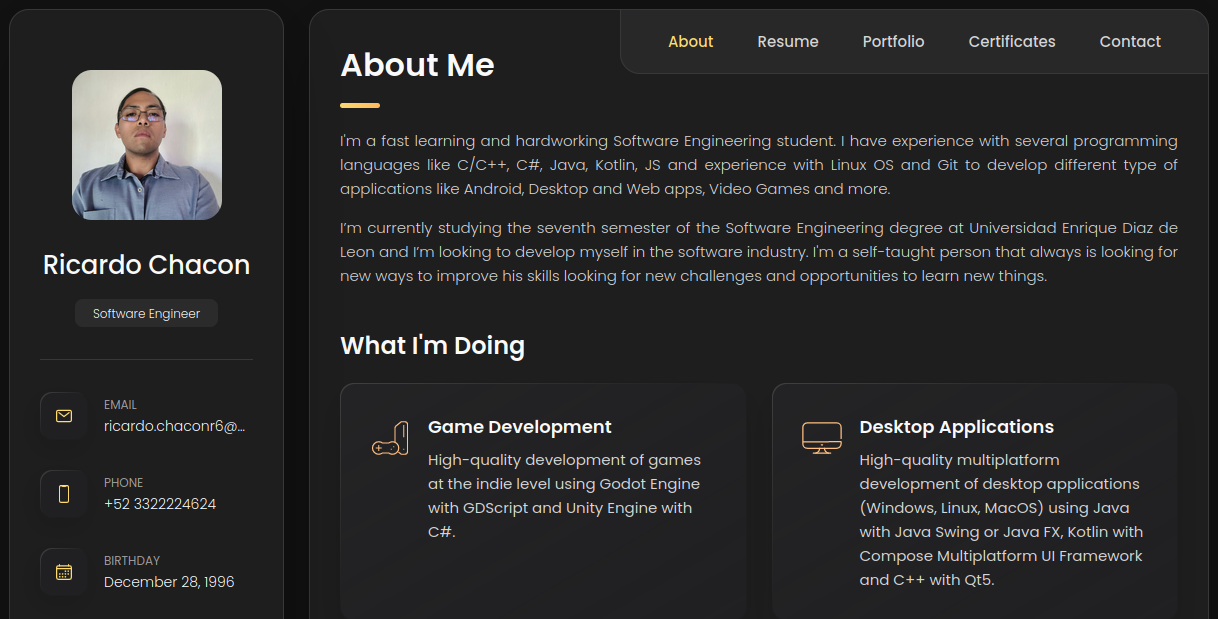 Ricardo Chacon
Software Engineer
EMAIL
ricardo.chaconr6@...
PHONE
+52 3322224624
BIRTHDAY
December 28, 1996
About
Resume
Portfolio
Certificates
Contact
About Me
I'm a fast learning and hardworking Software Engineering student. I have experience with several programming
languages like C/C++, C#, Java, Kotlin, JS and experience with Linux OS and Git to develop different type of
applications like Android, Desktop and Web apps, Video Games and more.
I’m currently studying the seventh semester of the Software Engineering degree at Universidad Enrique Diaz de
Leon and I’m looking to develop myself in the software industry. I'm a self-taught person that always is looking for
new ways to improve his skills looking for new challenges and opportunities to learn new things.
What I'm Doing
Game Development
High-quality development of games
at the indie level using Godot Engine
with GDScript and Unity Engine with
C#.
Desktop Applications
High-quality multiplatform
development of desktop applications
(Windows, Linux, MacOS) using Java
with Java Swing or Java FX, Kotlin with
Compose Multiplatform UI Framework
and C++ with Qt5.